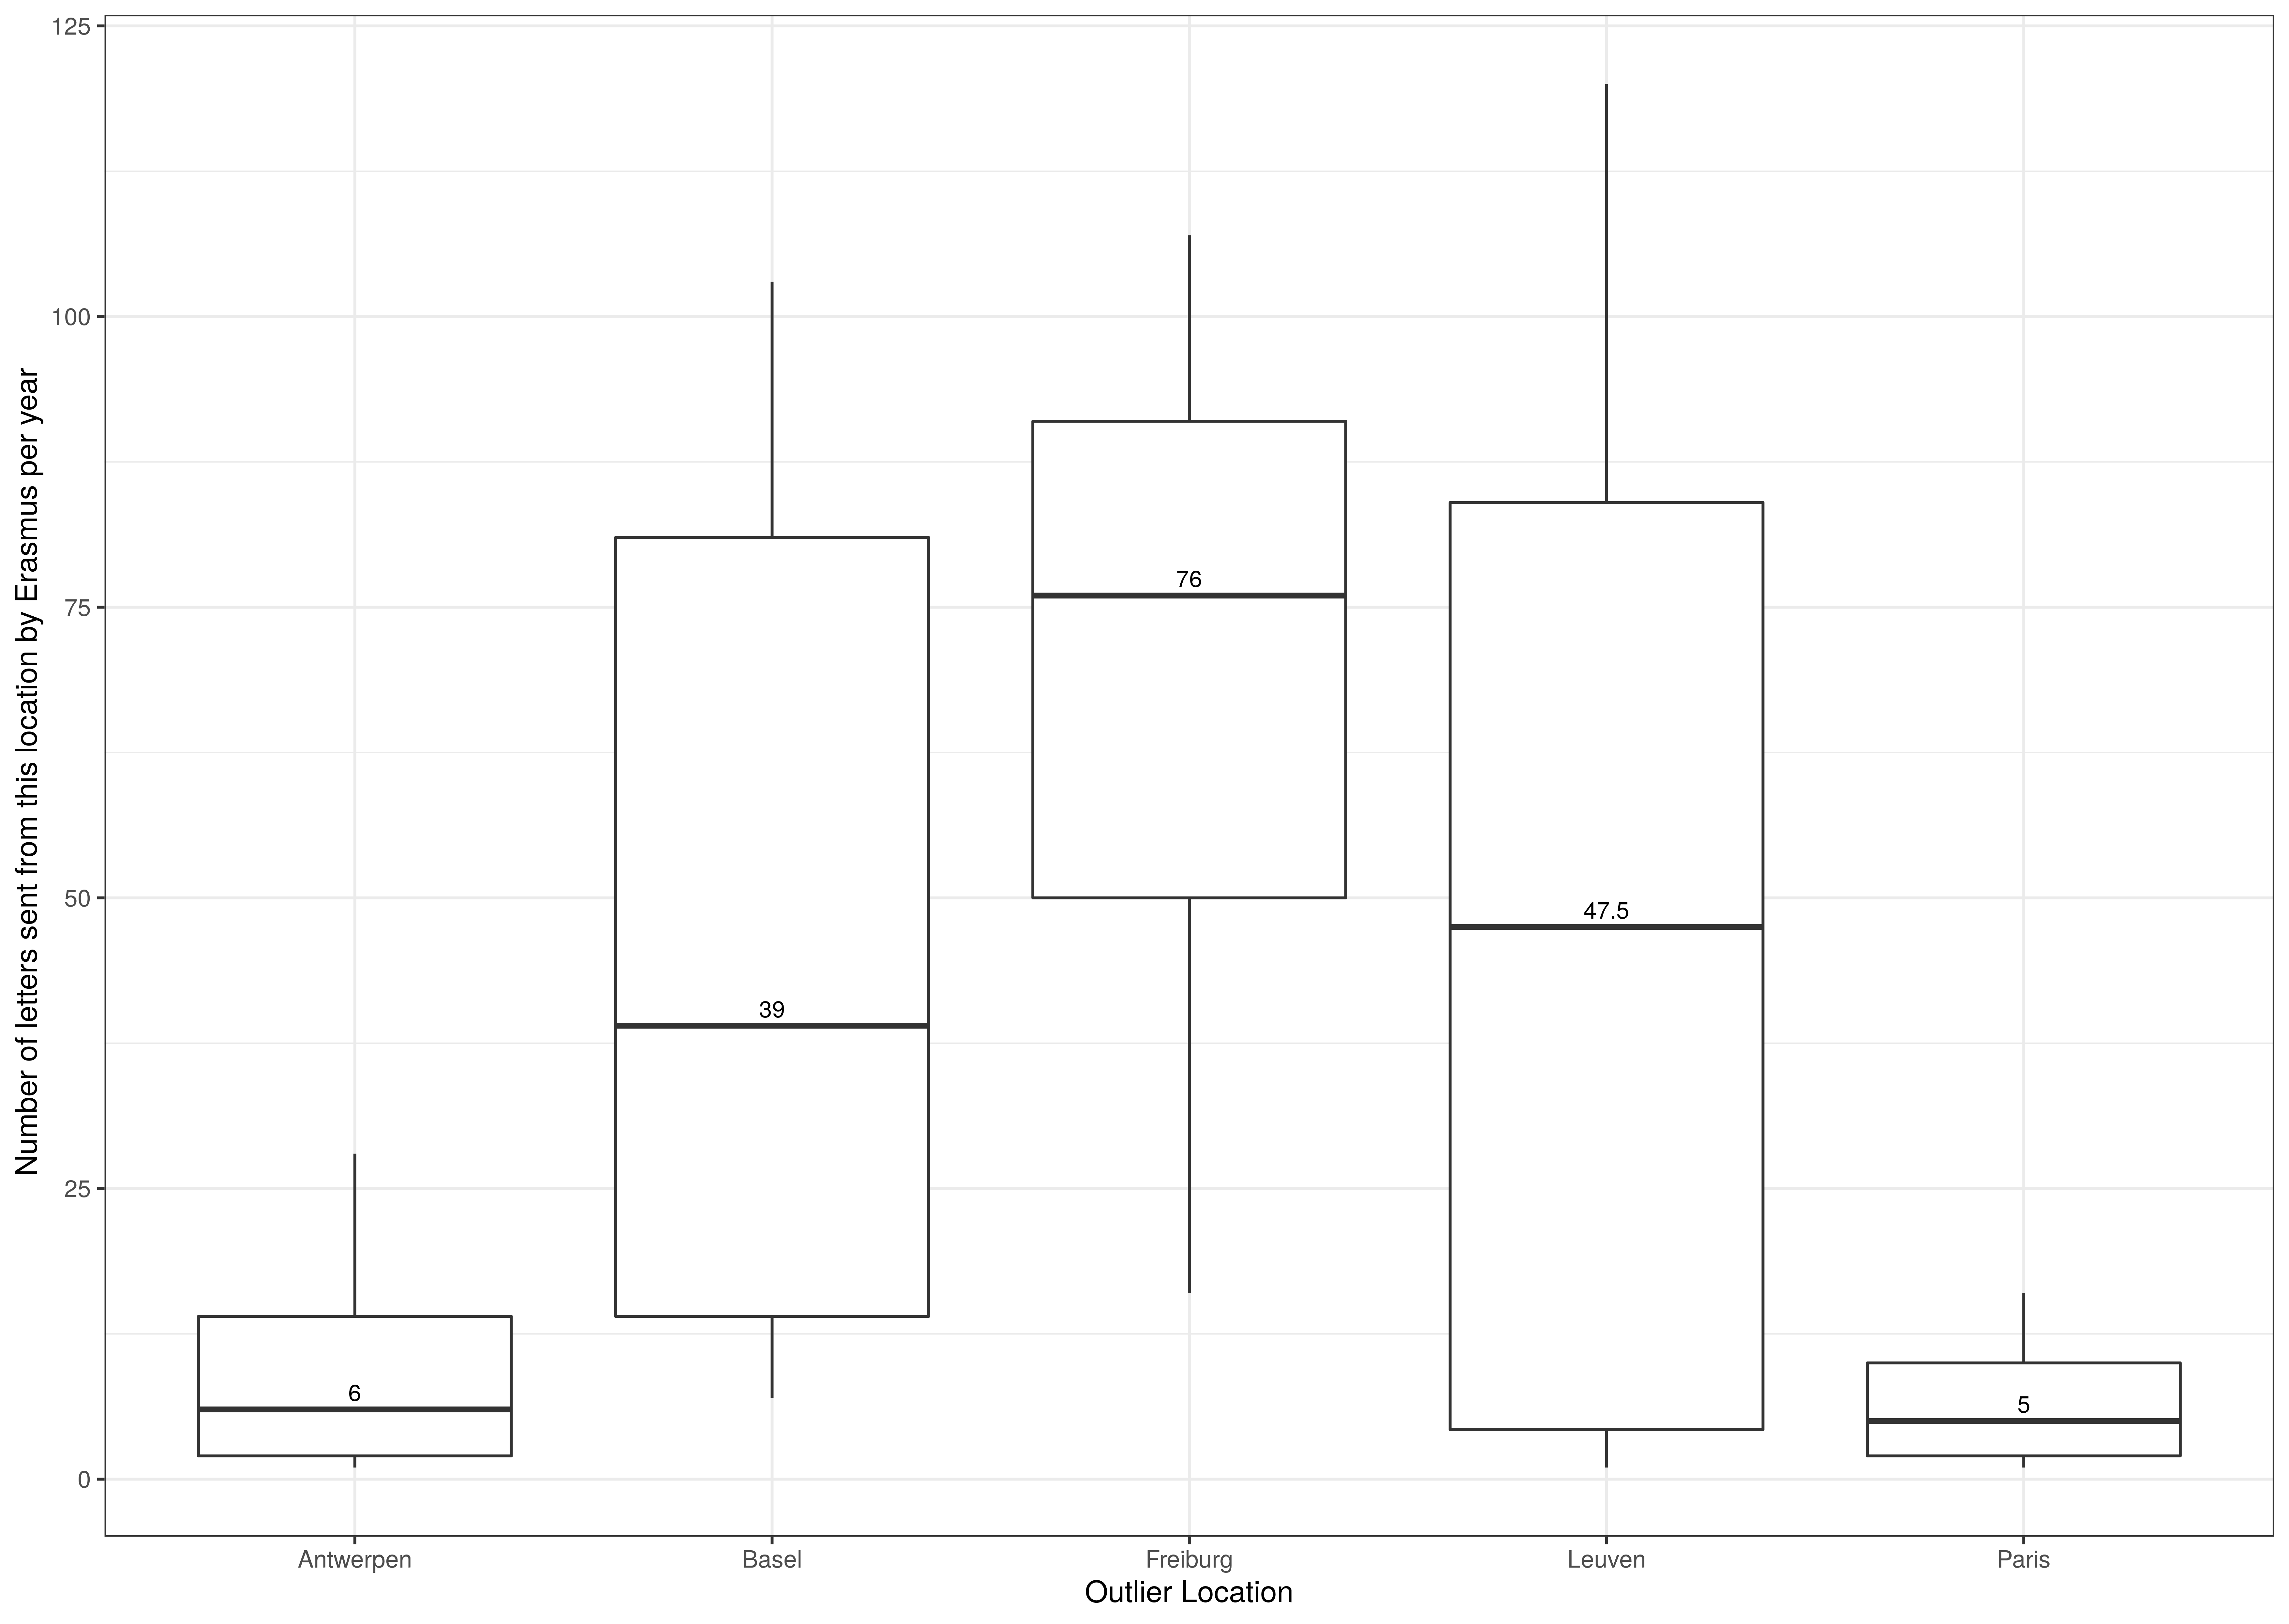 Number of letters sent from this location by Erasmus per year
125
100
75
50
25
0
6
39
76
47.5
5
Antwerpen
Basel
Freiburg
Leuven
Paris
Outlier Location